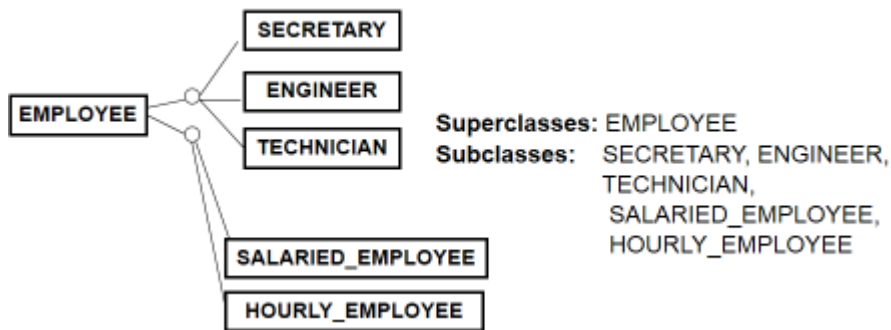 SECRETARY
ENGINEER
EMPLOYEE
TECHNICIAN
Superclasses: EMPLOYEE
Subclasses: SECRETARY, ENGINEER,
TECHNICIAN,
SALARIED_EMPLOYEE,
HOURLY_EMPLOYEE
SALARIED_EMPLOYEE
HOURLY_EMPLOYEE